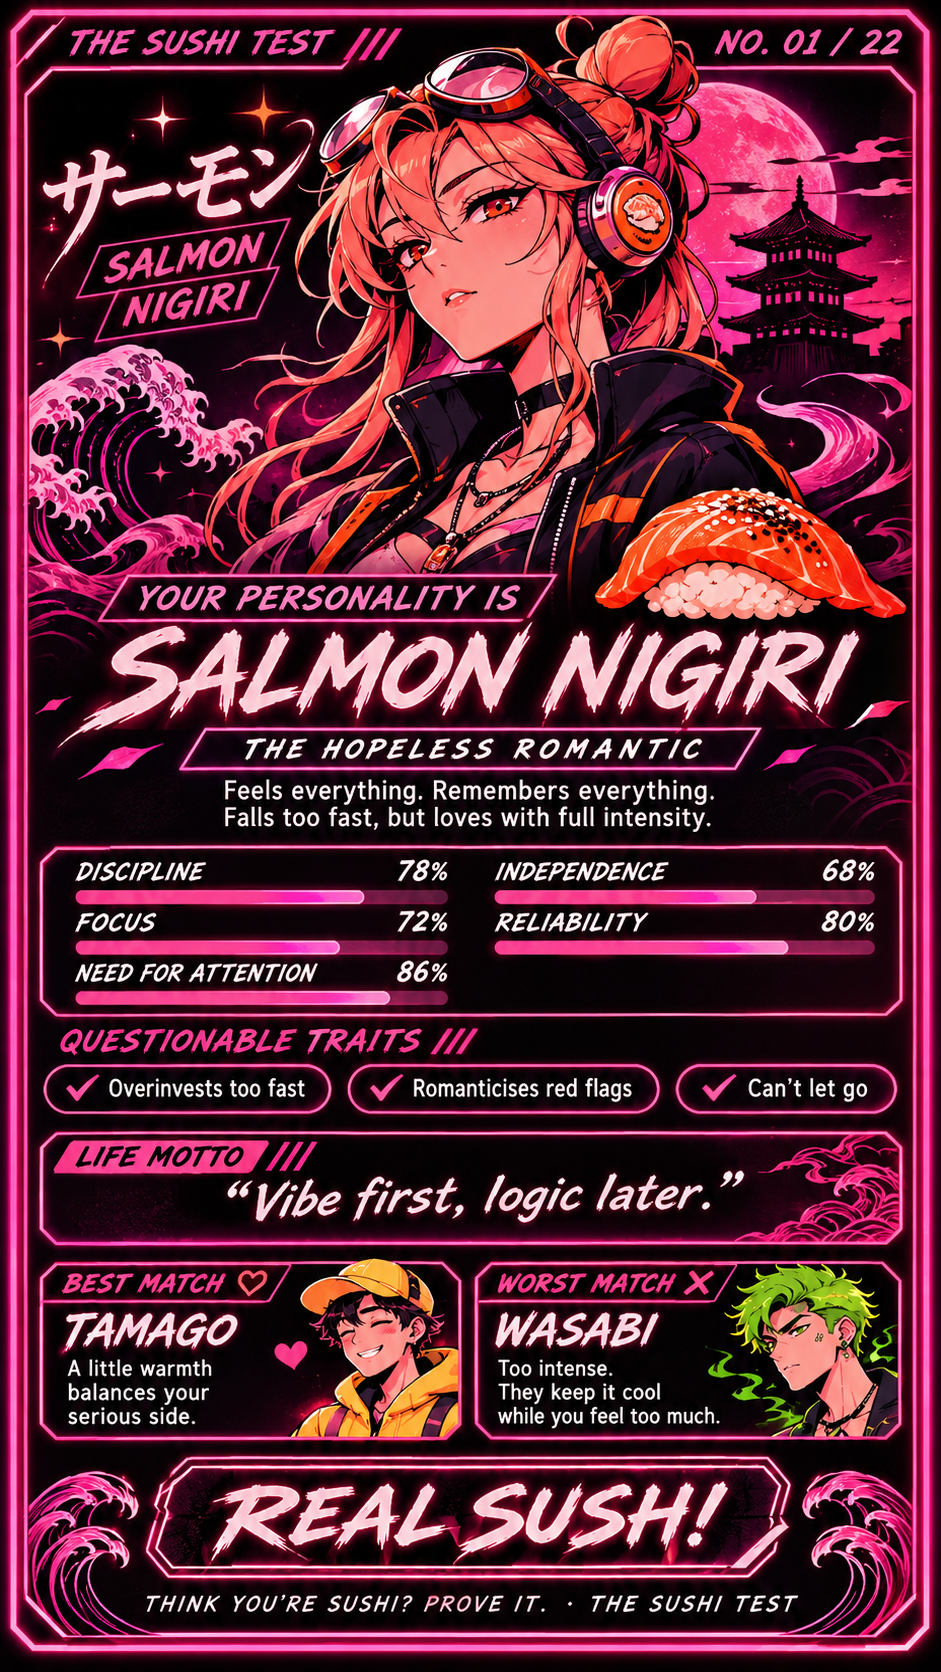 THE SUSHI TEST ///
NO. 01 / 22
サーモン
SALMON
NIGIRI
YOUR PERSONALITY IS
SALMON NIGIRI
THE HOPELESS ROMANTIC
Feels everything. Remembers everything.
Falls too fast, but loves with full intensity.
DISCIPLINE 78%
INDEPENDENCE 68%
FOCUS 72%
RELIABILITY 80%
NEED FOR ATTENTION 86%
QUESTIONABLE TRAITS ///
Overinvests too fast
Romanticises red flags
Can't let go
LIFE MOTTO ///
“Vibe first, logic later.”
BEST MATCH
TAMAGO
A little warmth
balances your
serious side.
WORST MATCH
WASABI
Too intense.
They keep it cool
while you feel too much.
REAL SUSH!
THINK YOU'RE SUSHI? PROVE IT. · THE SUSHI TEST